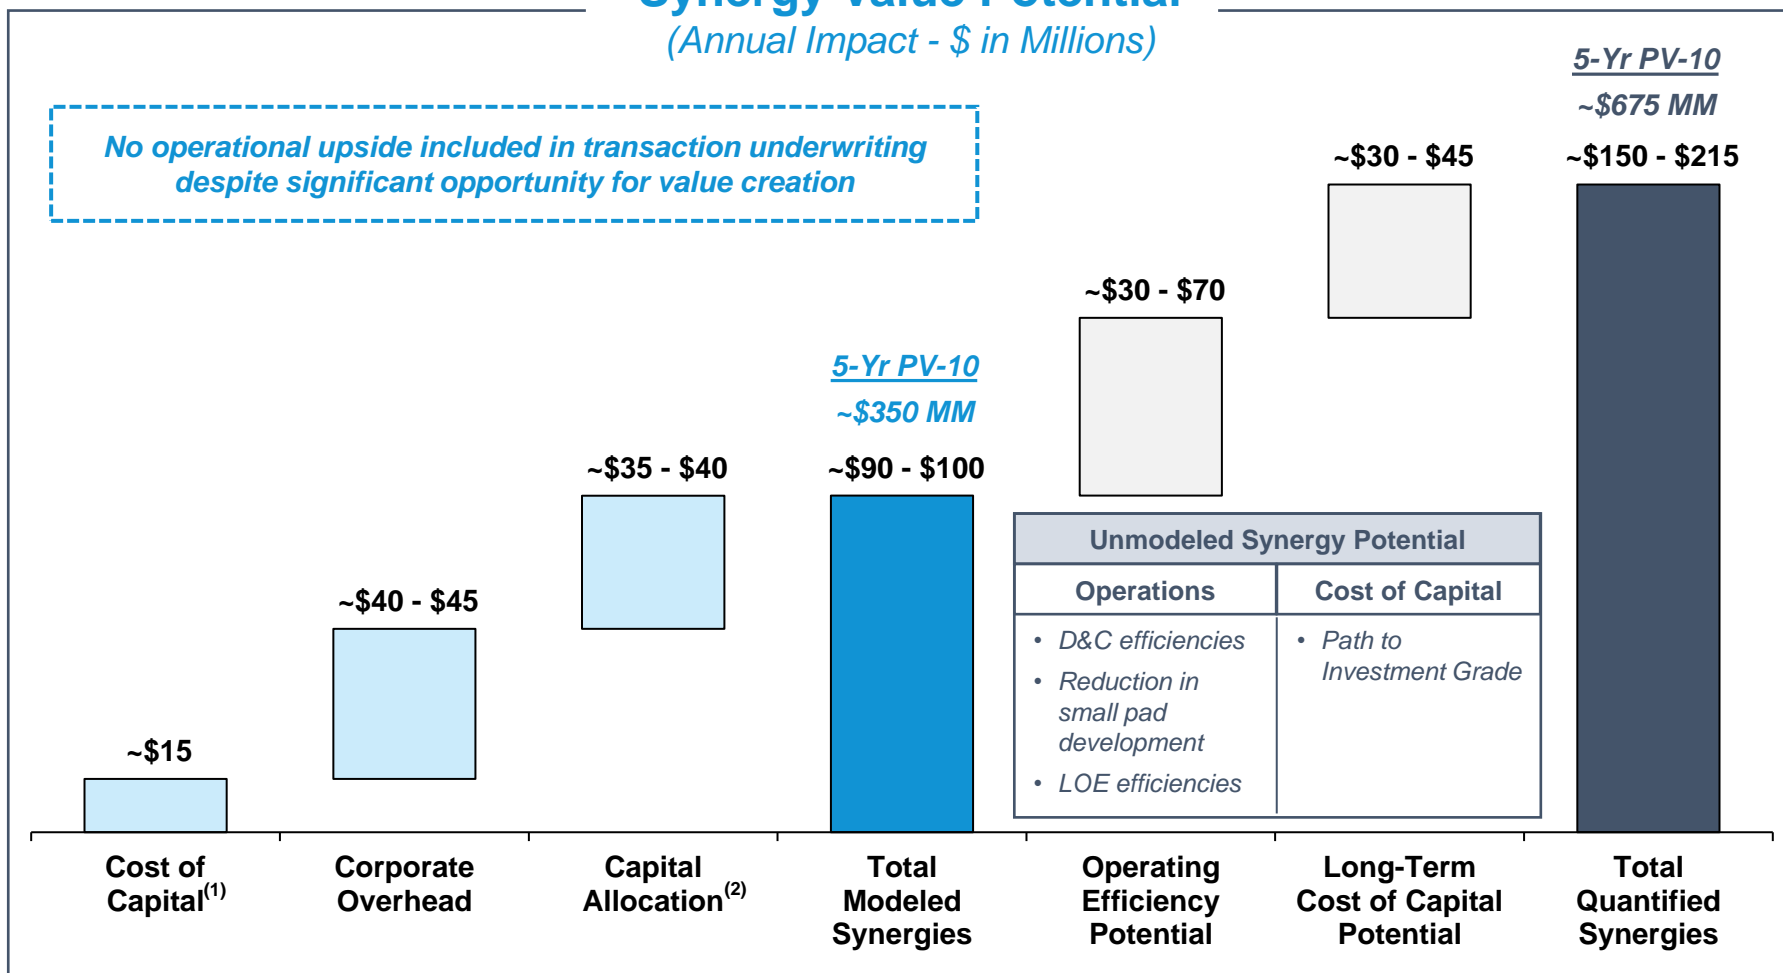 Synergy Value Potential
(Annual Impact - $ in Millions)
5-Yr PV-10
~$675 MM
No operational upside included in transaction underwriting
despite significant opportunity for value creation
~$30 - $45
~$150 - $215
~$30 - $70
5-Yr PV-10
~$350 MM
~$35 - $40
~$90 - $100
~$40 - $45
~$15
Unmodeled Synergy Potential
Operations
Cost of Capital
• D&C efficiencies
• Reduction in
small pad
development
• LOE efficiencies
• Path to
Investment Grade
Cost of
Capital(1)
Corporate
Overhead
Capital
Allocation(2)
Total
Modeled
Synergies
Operating
Efficiency
Potential
Long-Term
Cost of Capital
Potential
Total
Quantified
Synergies